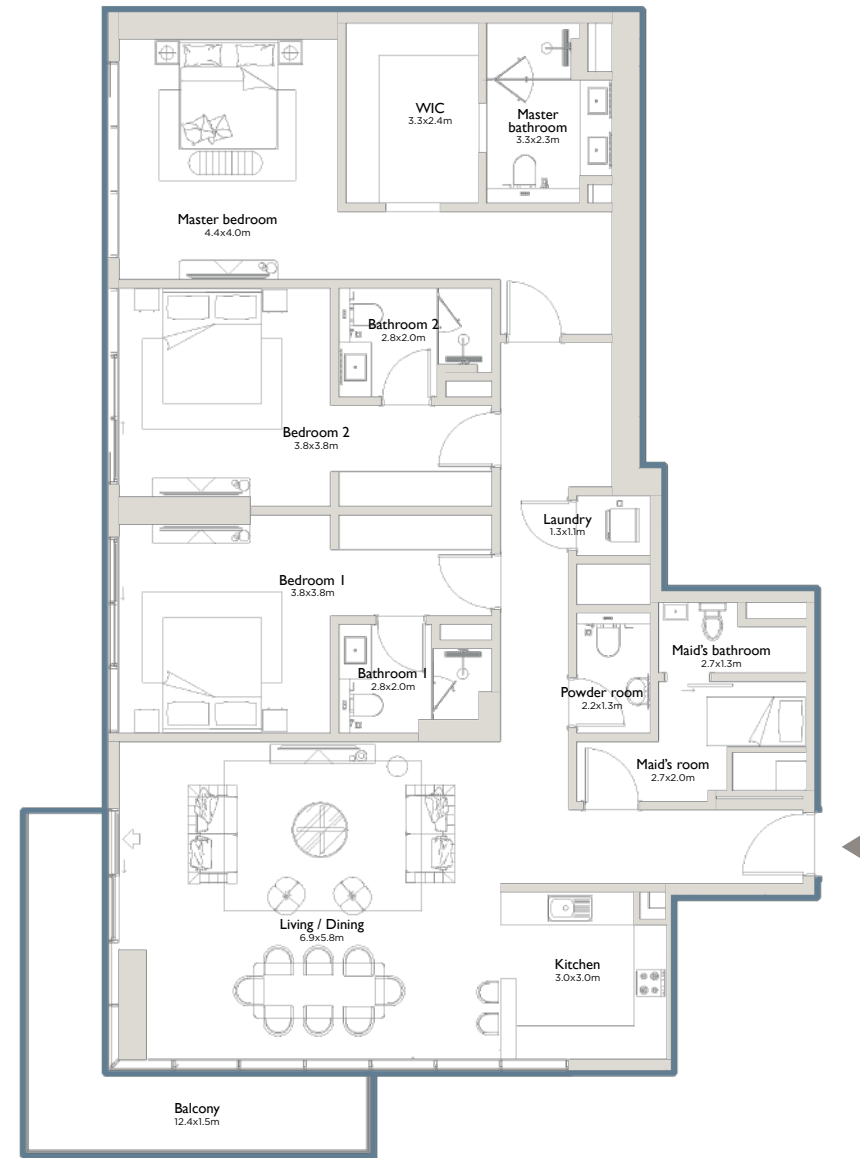 WIC
3.3x2.4m
Master
bathroom
3.3x2.3m
Master bedroom
4.4x4.0m
Bathroom 2
2.8x2.0m
Bedroom 2
3.8x3.8m
Laundry
1.3x1.1m
Bedroom 1
3.8x3.8m
Maid's bathroom
2.7x1.3m
Bathroom 1
2.8x2.0m
Powder room
2.2x1.3m
Maid's room
2.7x2.0m
Living / Dining
6.9x5.8m
Kitchen
3.0x3.0m
Balcony
12.4x1.5m